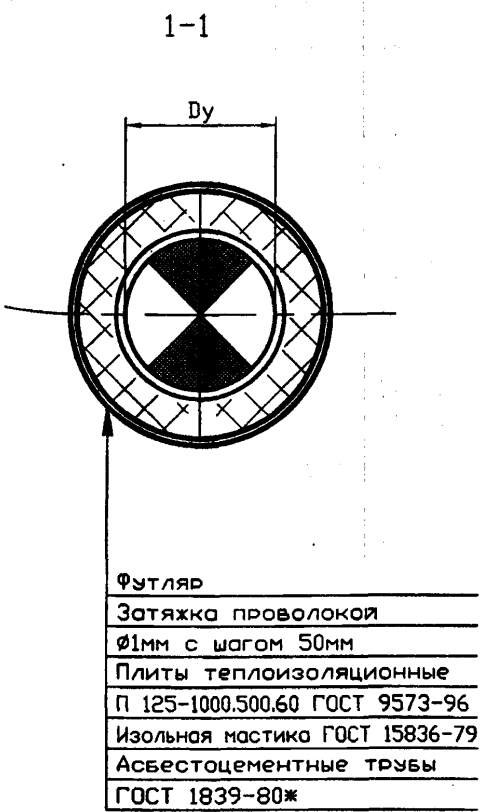 1-1
Dy
Футляр
Затяжка проволокой
Ø1мм с шагом 50мм
Плиты теплоизоляционные
П 125-1000.500.60 ГОСТ 9573-96
Изольная мастика ГОСТ 15836-79
Асбестоцементные трубы
ГОСТ 1839-80*